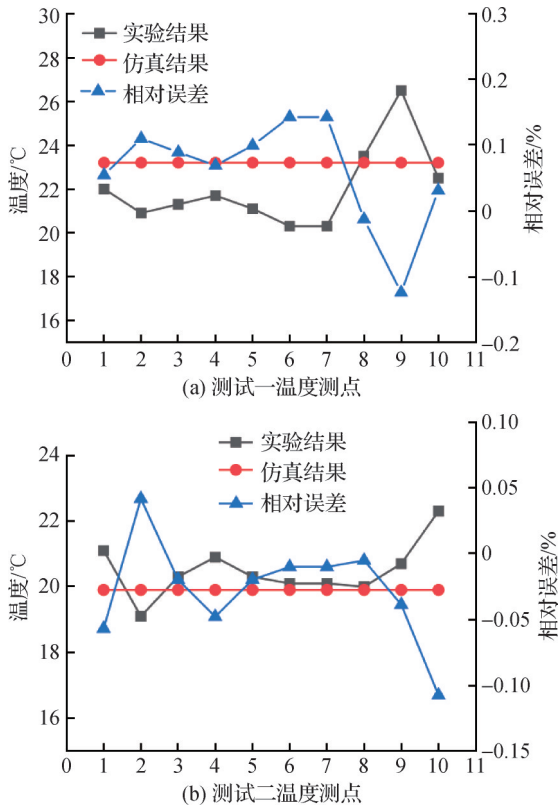 30
28
26
24
22
20
18
16
温度/℃
实验结果
仿真结果
相对误差
0.3
0.2
0.1
0
−0.1
−0.2
相对误差/%
0 1 2 3 4 5 6 7 8 9 10 11
(a) 测试一温度测点
24
22
20
18
16
温度/℃
实验结果
仿真结果
相对误差
0.10
0.05
0
−0.05
−0.10
−0.15
相对误差/%
0 1 2 3 4 5 6 7 8 9 10 11
(b) 测试二温度测点